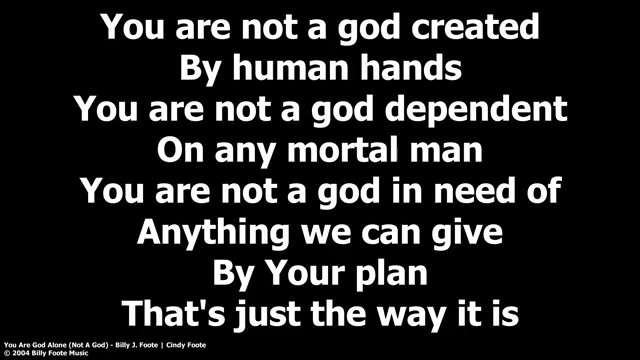 You are not a god created
By human hands
You are not a god dependent
On any mortal man
You are not a god in need of
Anything we can give
By Your plan
That's just the way it is
You Are God Alone (Not A God) - Billy J. Foote | Cindy Foote
© 2004 Billy Foote Music